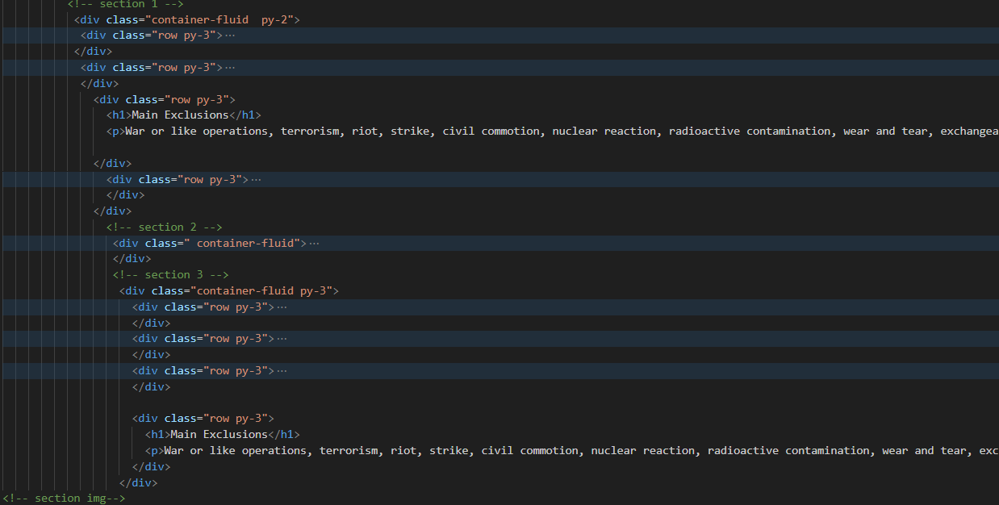 <!-- section 1 -->
<div class="container-fluid  py-2">
<div class="row py-3">···
</div>
<div class="row py-3">···
</div>
<div class="row py-3">
<h1>Main Exclusions</h1>
<p>War or like operations, terrorism, riot, strike, civil commotion, nuclear reaction, radioactive contamination, wear and tear, exchangea
</div>
<div class="row py-3">···
</div>
</div>
<!-- section 2 -->
<div class=" container-fluid">···
</div>
<!-- section 3 -->
<div class="container-fluid py-3">
<div class="row py-3">···
</div>
<div class="row py-3">···
</div>
<div class="row py-3">···
</div>
<div class="row py-3">
<h1>Main Exclusions</h1>
<p>War or like operations, terrorism, riot, strike, civil commotion, nuclear reaction, radioactive contamination, wear and tear, exc
</div>
</div>
<!-- section img-->